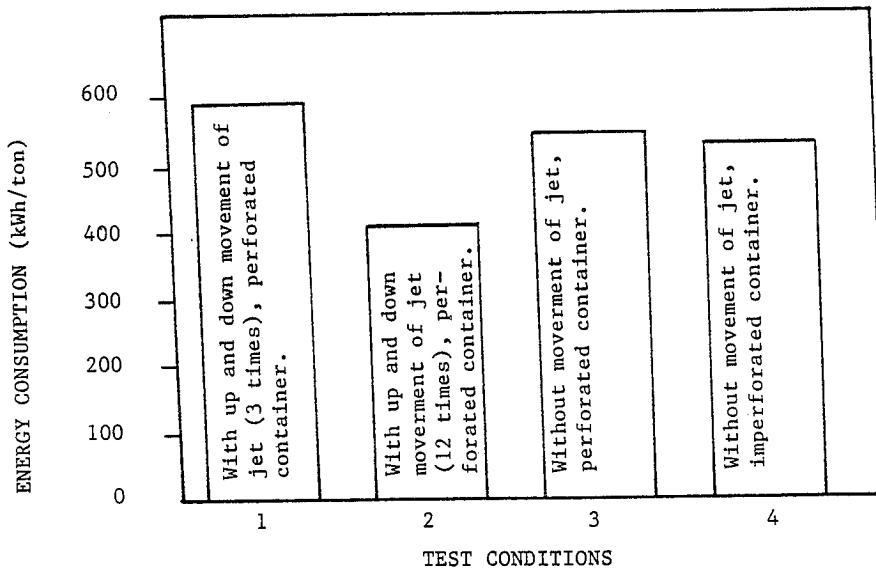 ENERGY CONSUMPTION (kWh/ton)
600
500
400
300
200
100
0
With up and down movement of
jet (3 times), perforated
container.
With up and down
moverment of jet
(12 times), per-
forated container.
Without moverment of jet,
perforated container.
Without movement of jet,
imperforated container.
1 2 3 4
TEST CONDITIONS